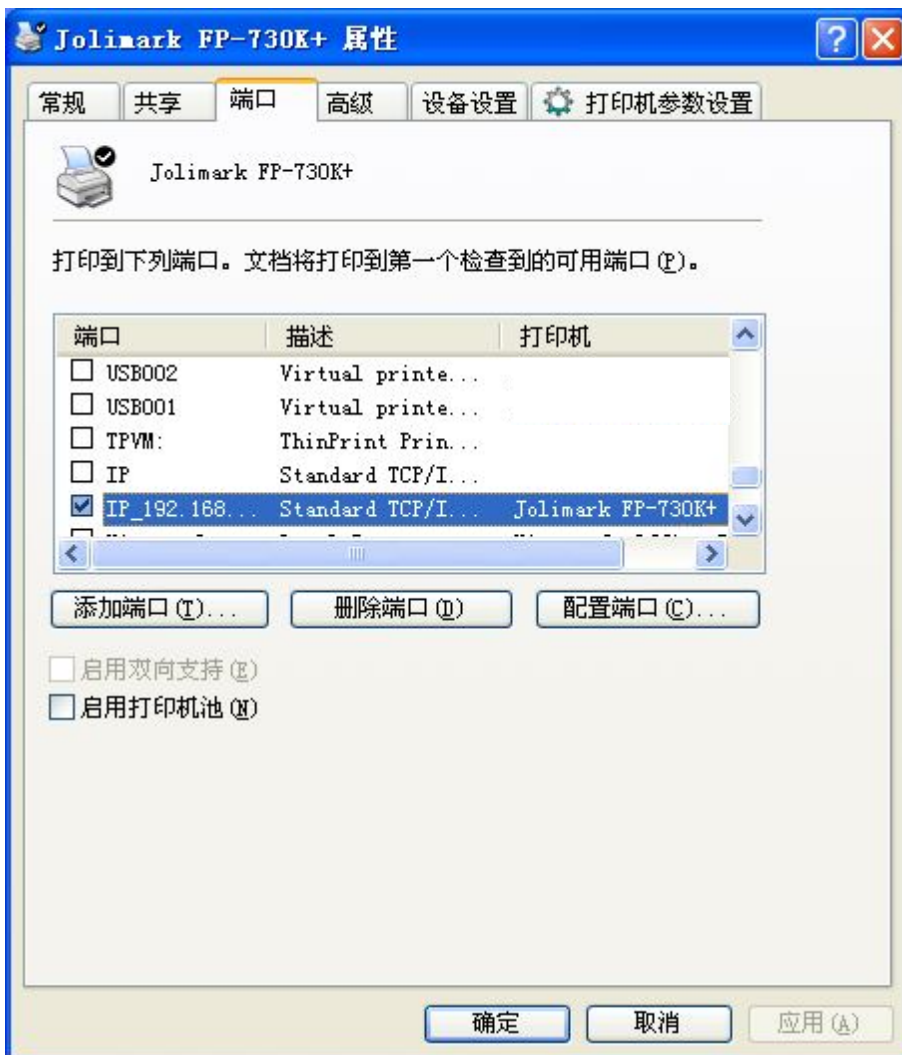 Jolimark FP-730K+ 属性
常规 共享 端口 高级 设备设置 打印机参数设置
Jolimark FP-730K+
打印到下列端口。文档将打印到第一个检查到的可用端口(P)。
端口 描述 打印机
USB002 Virtual printe...
USB001 Virtual printe...
TPVM: ThinPrint Prin...
IP Standard TCP/I...
IP_192.168... Standard TCP/I... Jolimark FP-730K+
添加端口(T)... 删除端口(D) 配置端口(C)...
启用双向支持(E)
启用打印机池(N)
确定 取消 应用(A)